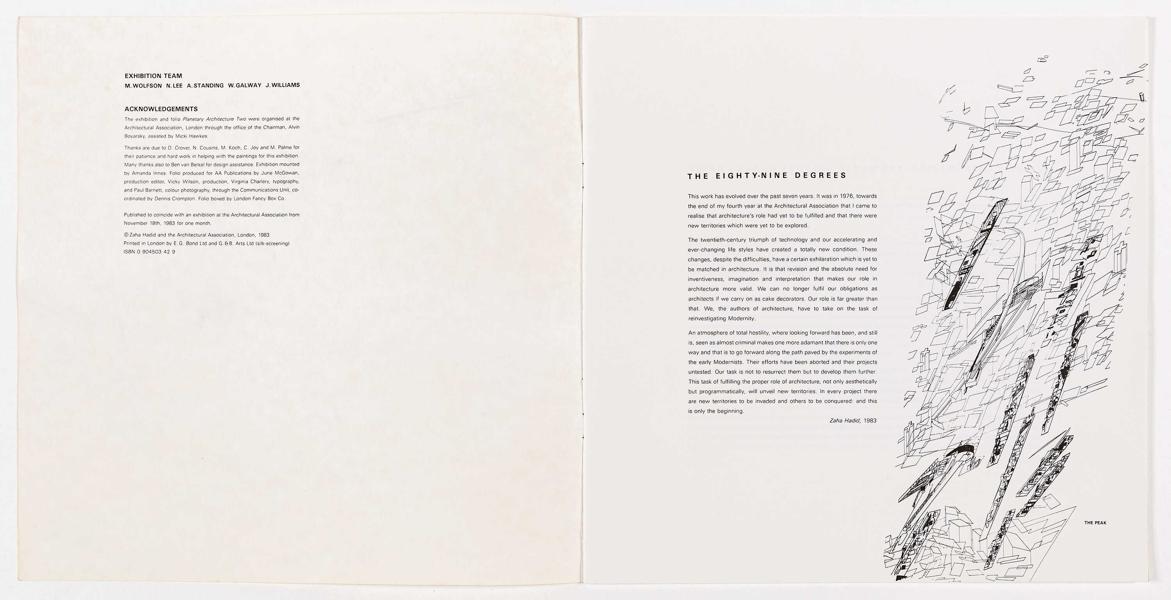 EXHIBITION TEAM
M. WOLFSON N. LEE A. STANDING W. GALWAY J. WILLIAMS
ACKNOWLEDGEMENTS
The exhibition and folio Planetary Architecture Two were organised at the
Architectural Association, London through the office of the Chairman, Alvin
Boyarsky, assisted by Micki Hawkes.
Thanks are due to D. Crover, N. Cousins, M. Koch, C. Joy and M. Palme for
their patience and hard work in helping with the paintings for this exhibition.
Many thanks also to Ben van Berkel for design assistance. Exhibition mounted
by Amanda Innes. Folio produced for AA Publications by June McGowan,
production editor, Vicky Wilson, production, Virginia Charlery, typography,
and Paul Barnett, colour photography, through the Communications Unit, co-
ordinated by Dennis Crompton. Folio boxed by London Fancy Box Co.
Published to coincide with an exhibition at the Architectural Association from
November 18th, 1983 for one month.
© Zaha Hadid and the Architectural Association, London, 1983
Printed in London by E. G. Bond Ltd and G. & B. Arts Ltd (silk-screening)
ISBN 0 904503 42 9
THE EIGHTY-NINE DEGREES
This work has evolved over the past seven years. It was in 1976, towards
the end of my fourth year at the Architectural Association that I came to
realise that architecture's role had yet to be fulfilled and that there were
new territories which were yet to be explored.
The twentieth-century triumph of technology and our accelerating and
ever-changing life styles have created a totally new condition. These
changes, despite the difficulties, have a certain exhilaration which is yet to
be matched in architecture. It is that revision and the absolute need for
inventiveness, imagination and interpretation that makes our role in
architecture more valid. We can no longer fulfil our obligations as
architects if we carry on as cake decorators. Our role is far greater than
that. We, the authors of architecture, have to take on the task of
reinvestigating Modernity.
An atmosphere of total hostility, where looking forward has been, and still
is, seen as almost criminal makes one more adamant that there is only one
way and that is to go forward along the path paved by the experiments of
the early Modernists. Their efforts have been aborted and their projects
untested. Our task is not to resurrect them but to develop them further.
This task of fulfilling the proper role of architecture, not only aesthetically
but programmatically, will unveil new territories. In every project there
are new territories to be invaded and others to be conquered: and this
is only the beginning.
Zaha Hadid, 1983
THE PEAK